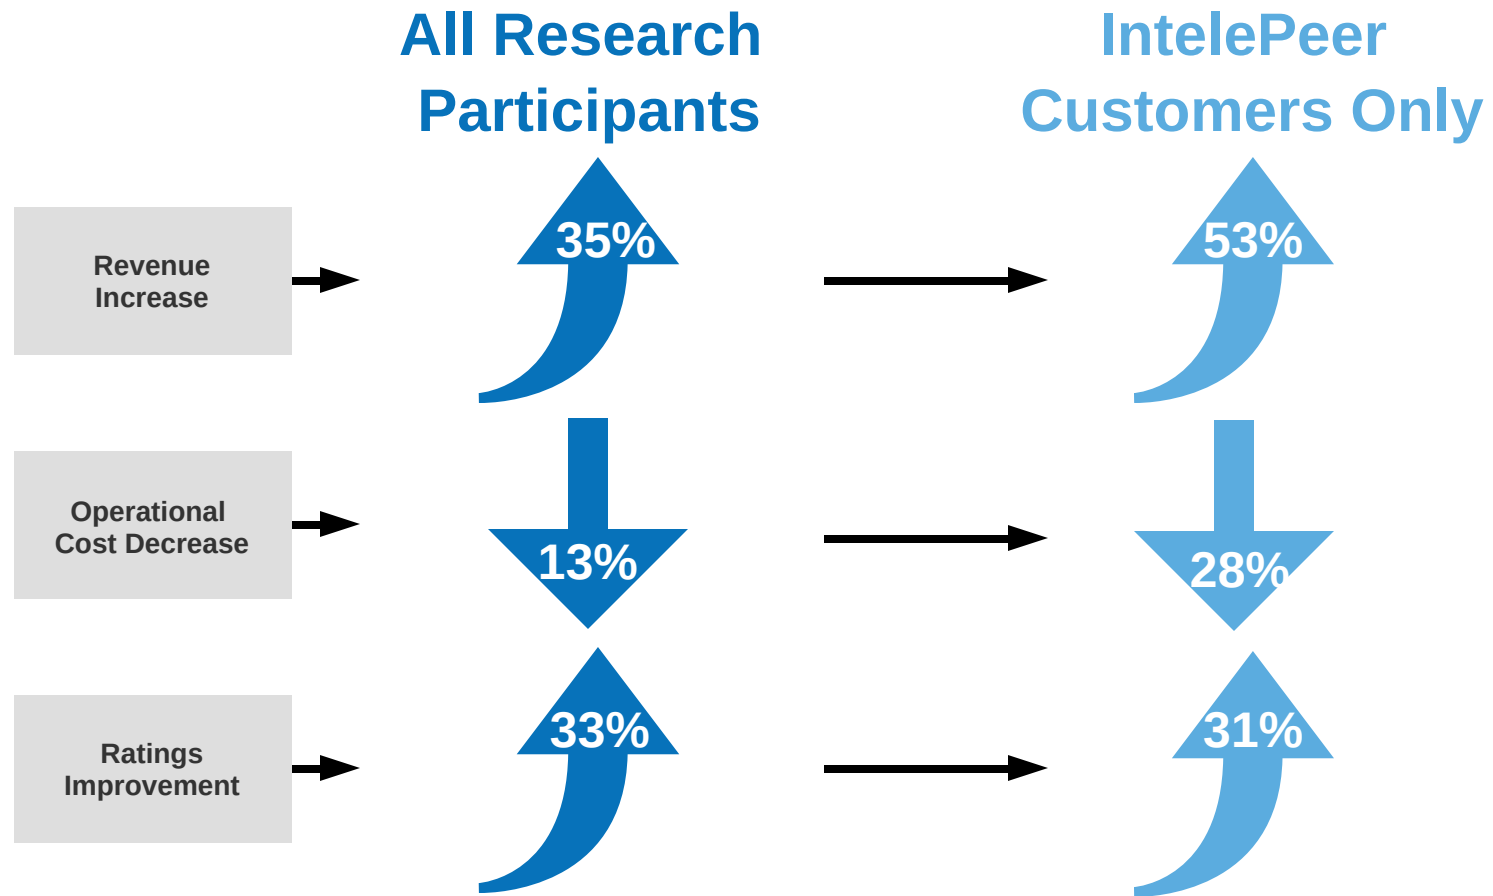 All Research
Participants
IntelePeer
Customers Only
Revenue
Increase
35%
53%
Operational
Cost Decrease
13%
28%
Ratings
Improvement
33%
31%